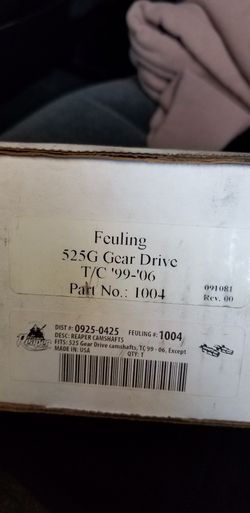 Feuling
525G Gear Drive
T/C '99-'06
Part No.: 1004
091081
Rev. 00
DIST #: 0925-0425 FEULING #: 1004
DESC: REAPER CAMSHAFTS
FITS: 525 Gear Drive camshafts, TC 99 - 06, Except
MADE IN: USA QTY: 1
Reaper